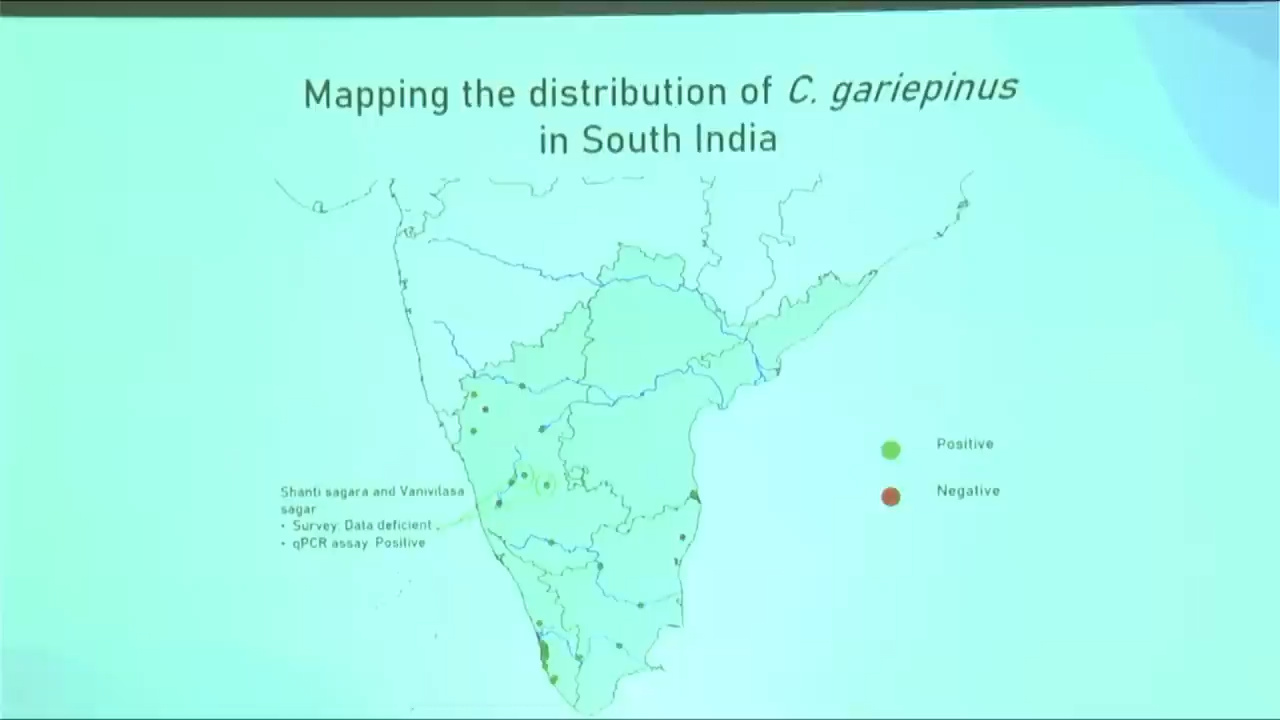 Mapping the distribution of C. gariepinus
in South India
Shanti sagara and Vanivilasa
sagar
• Survey: Data deficient
• qPCR assay: Positive
Positive
Negative